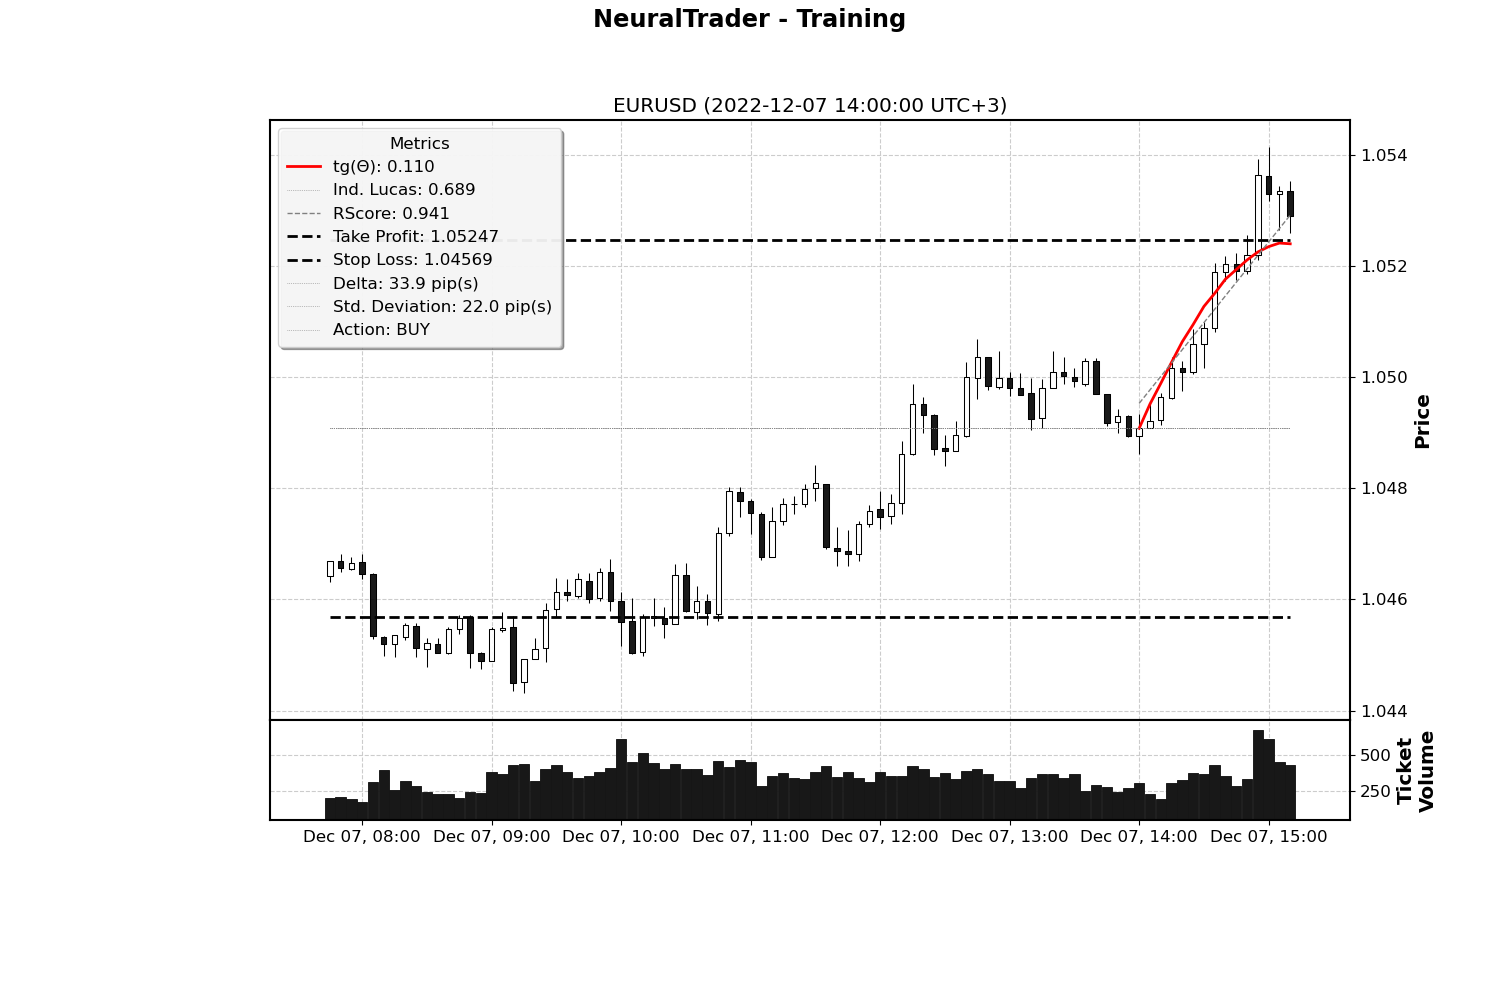 NeuralTrader - Training
EURUSD (2022-12-07 14:00:00 UTC+3)
Metrics
tg(Θ): 0.110
Ind. Lucas: 0.689
RScore: 0.941
Take Profit: 1.05247
Stop Loss: 1.04569
Delta: 33.9 pip(s)
Std. Deviation: 22.0 pip(s)
Action: BUY
1.054
1.052
1.050
1.048
1.046
1.044
Price
500
250
Ticket
Volume
Dec 07, 08:00
Dec 07, 09:00
Dec 07, 10:00
Dec 07, 11:00
Dec 07, 12:00
Dec 07, 13:00
Dec 07, 14:00
Dec 07, 15:00